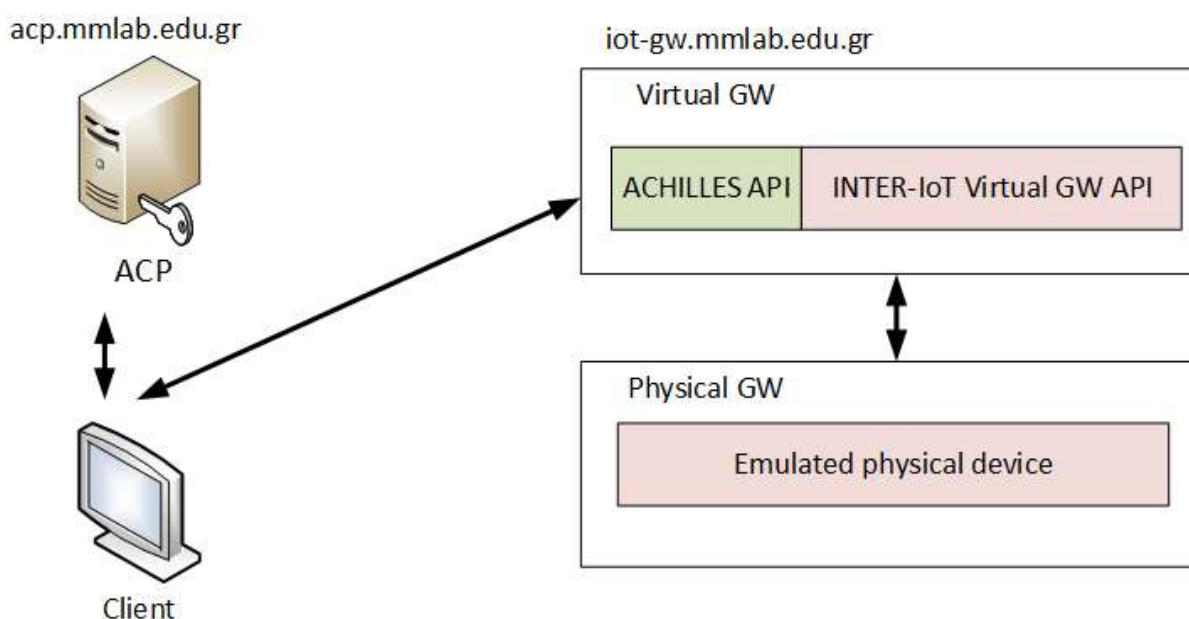 acp.mmlab.edu.gr
ACP
Client
iot-gw.mmlab.edu.gr
Virtual GW
ACHILLES API
INTER-IoT Virtual GW API
Physical GW
Emulated physical device